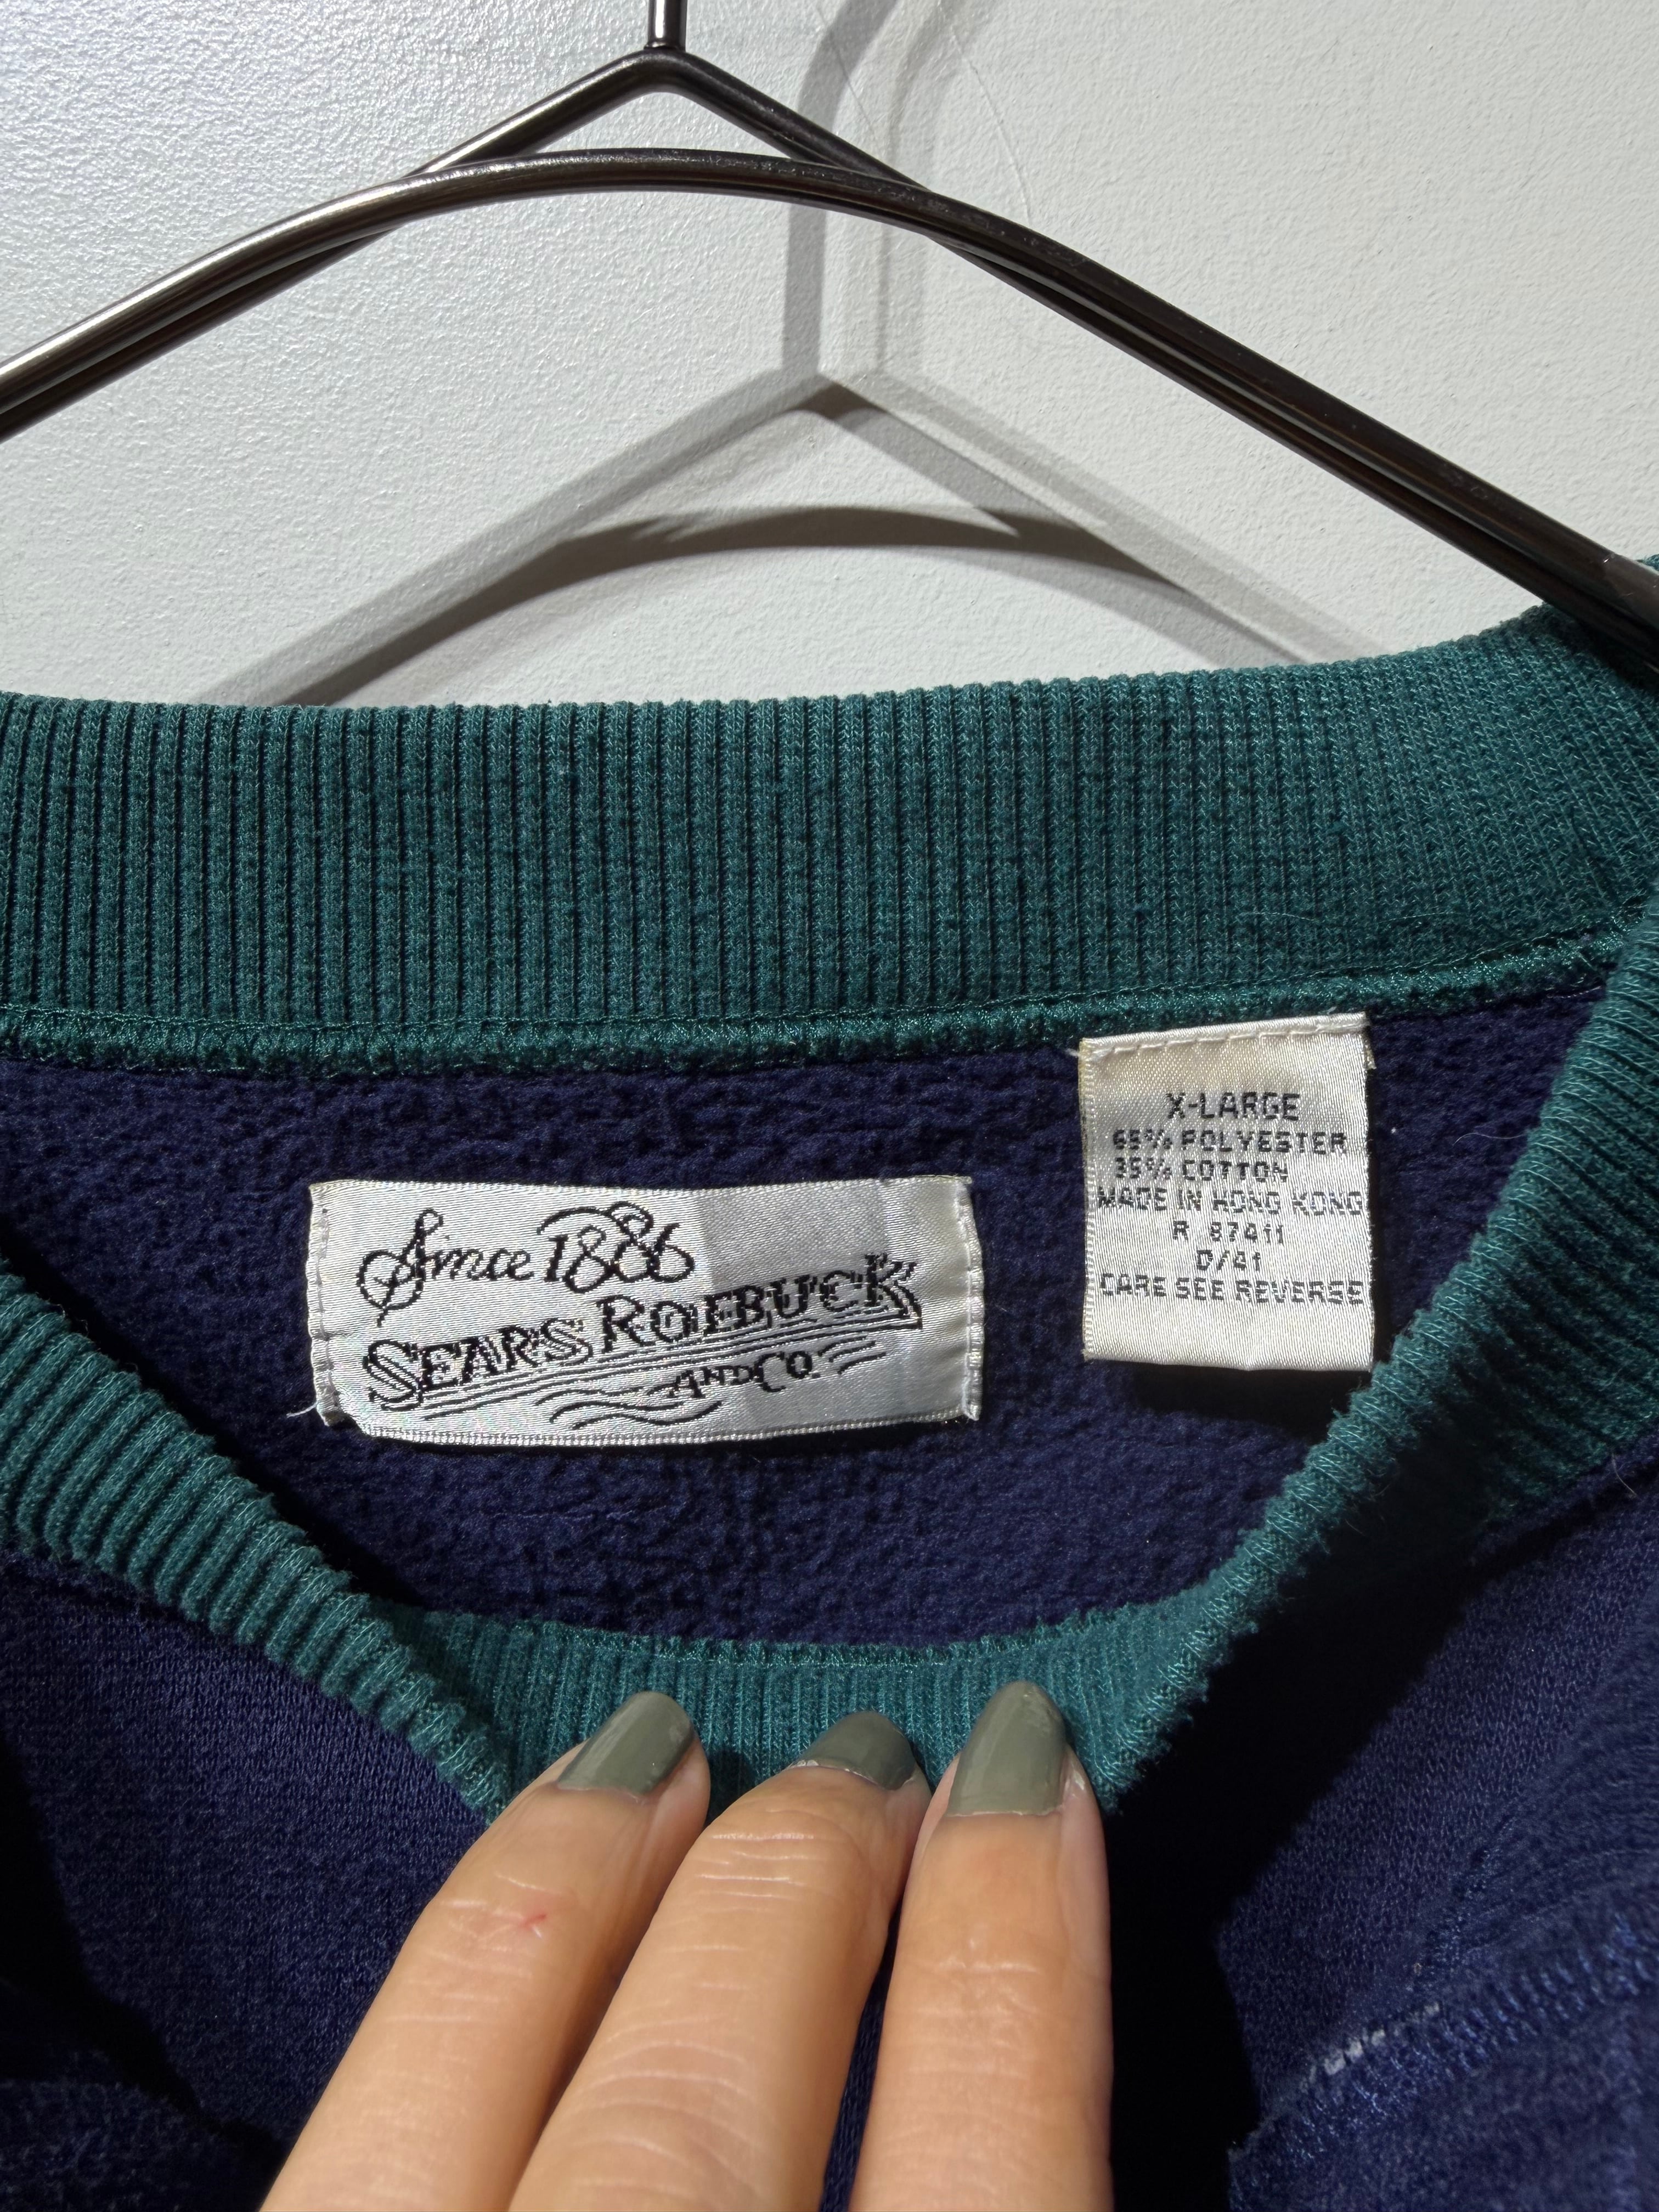 Since 1886
SEARS ROEBUCK
AND CO.
X-LARGE
65% POLYESTER
35% COTTON
MADE IN HONG KONG
R 87411
D/41
CARE SEE REVERSE